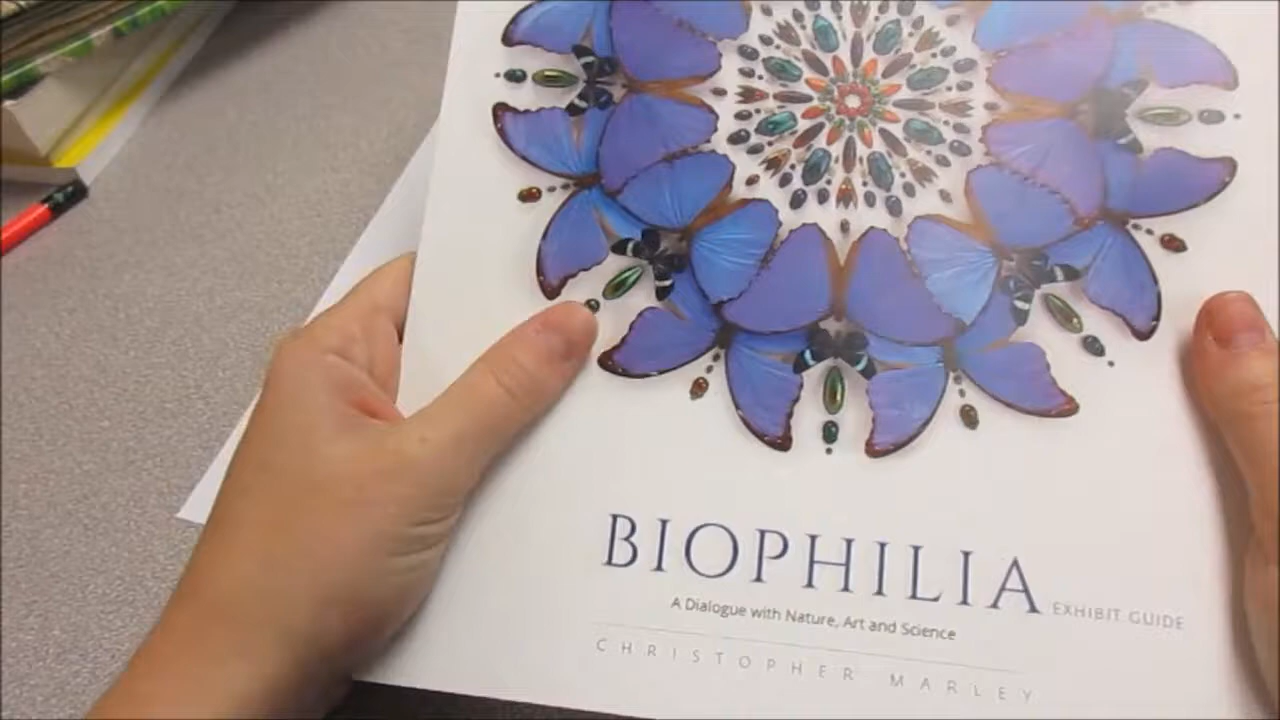 BIOPHILIA EXHIBIT GUIDE
A Dialogue with Nature, Art and Science
CHRISTOPHER MARLEY